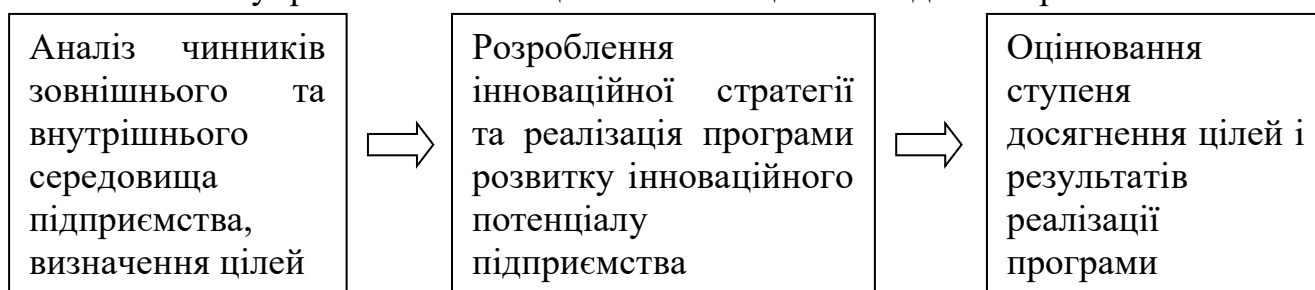 Аналіз чинників
зовнішнього та
внутрішнього
середовища
підприємства,
визначення цілей
Розроблення
інноваційної стратегії
та реалізація програми
розвитку інноваційного
потенціалу
підприємства
Оцінювання
ступеня
досягнення цілей і
результатів
реалізації
програми